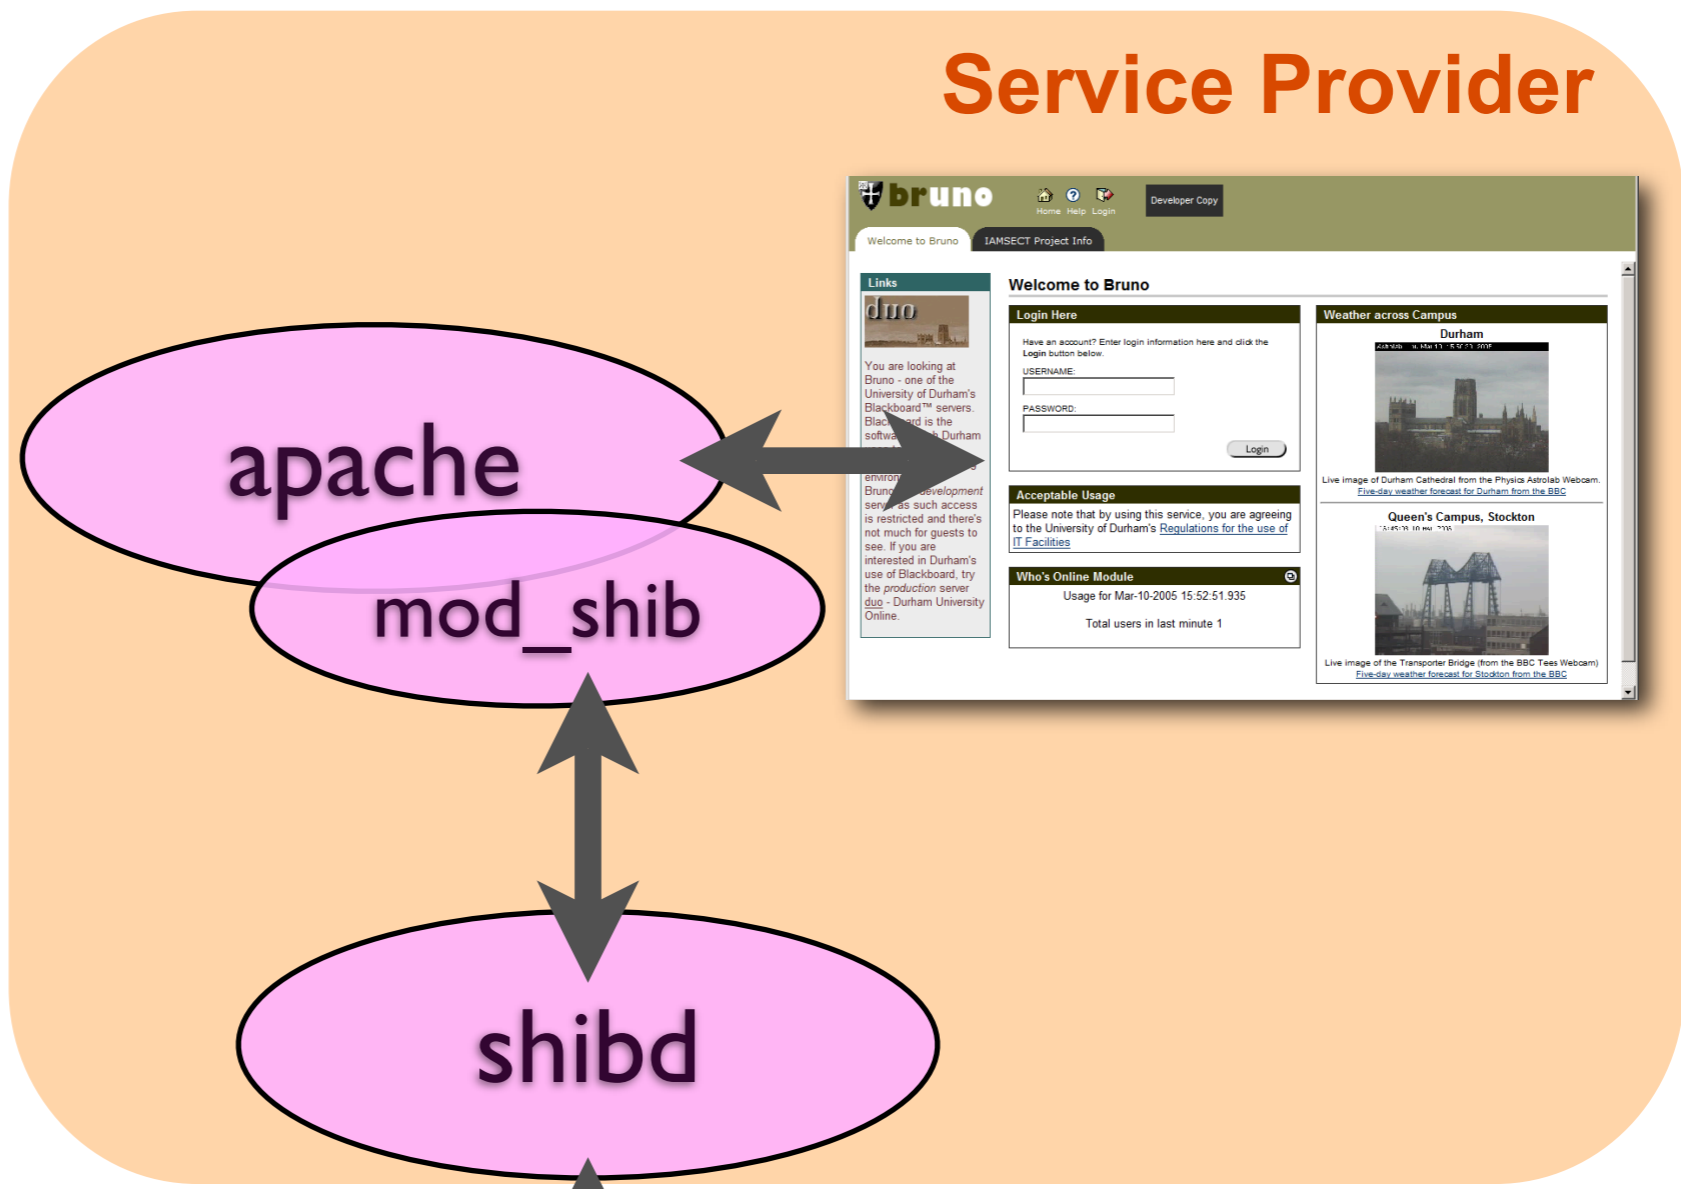 Service Provider
bruno
Home Help Login
Developer Copy
Welcome to Bruno
IAMSECT Project Info
Links
duo
You are looking at
Bruno - one of the
University of Durham's
Blackboard™ servers.
is the
Durham
environ
Bruno development
as such access
is restricted and there's
not much for guests to
see. If you are
interested in Durham's
use of Blackboard, try
the production server
duo - Durham University
Online.
Welcome to Bruno
Login Here
Have an account? Enter login information here and click the
Login button below.
USERNAME:
PASSWORD:
Login
Acceptable Usage
Please note that by using this service, you are agreeing
to the University of Durham's Regulations for the use of
IT Facilities
Who's Online Module
Usage for Mar-10-2005 15:52:51.935
Total users in last minute 1
Weather across Campus
Durham
Live image of Durham Cathedral from the Physics Astrolab Webcam.
Five-day weather forecast for Durham from the BBC
Queen's Campus, Stockton
Live image of the Transporter Bridge (from the BBC Tees Webcam)
Five-day weather forecast for Stockton from the BBC
apache
mod_shib
shibd